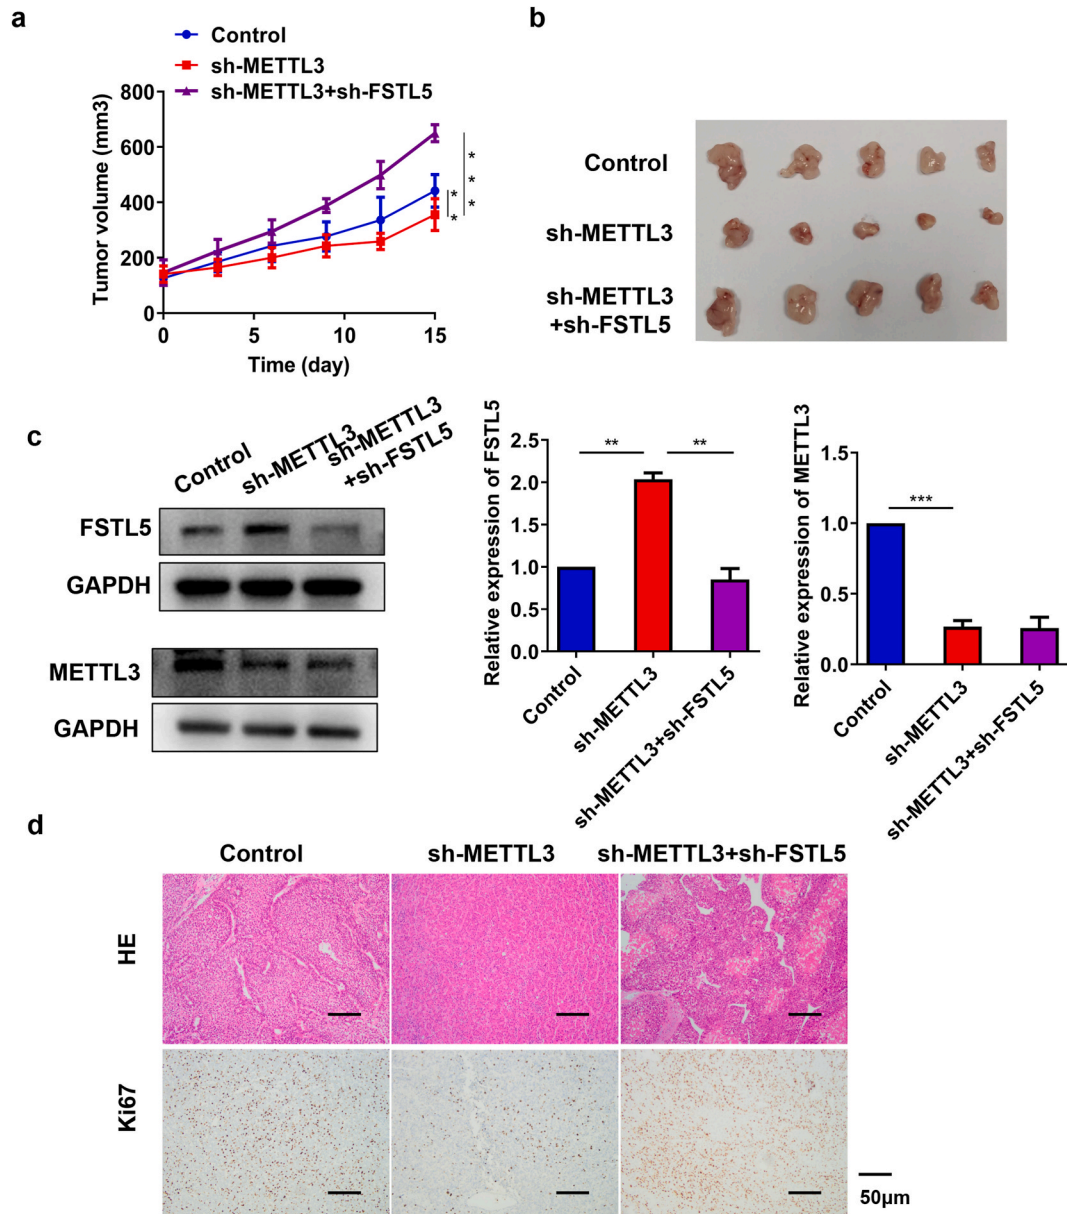 a
Control
sh-METTL3
sh-METTL3+sh-FSTL5
Tumor volume (mm3)
800
600
400
200
0
0
5
10
15
Time (day)
* *
* * *
b
Control
sh-METTL3
sh-METTL3
+sh-FSTL5
c
Control
sh-METTL3
sh-METTL3
+sh-FSTL5
FSTL5
GAPDH
METTL3
GAPDH
Relative expression of FSTL5
2.5
2.0
1.5
1.0
0.5
0.0
**
**
Control
sh-METTL3
sh-METTL3+sh-FSTL5
Relative expression of METTL3
1.5
1.0
0.5
0.0
***
Control
sh-METTL3
sh-METTL3+sh-FSTL5
d
Control
sh-METTL3
sh-METTL3+sh-FSTL5
HE
Ki67
50μm